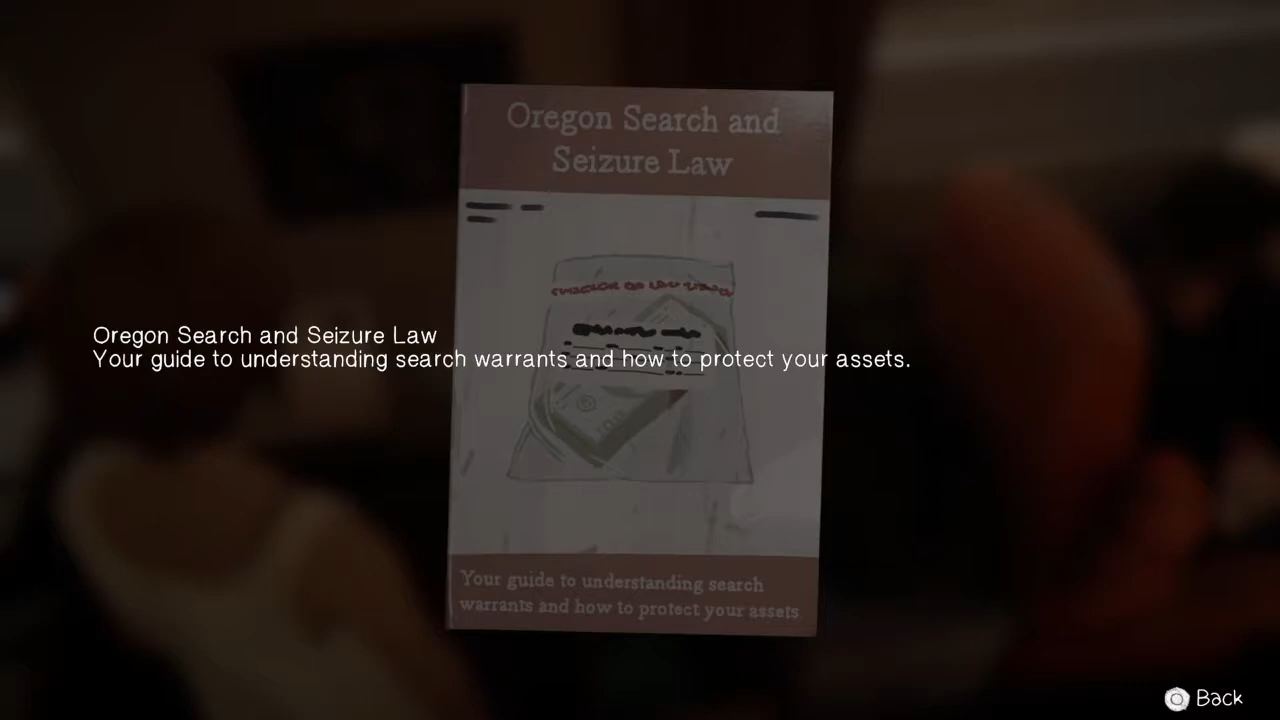 Oregon Search and
Seizure Law
Oregon Search and Seizure Law
Your guide to understanding search warrants and how to protect your assets.
Your guide to understanding search
warrants and how to protect your assets.
Back